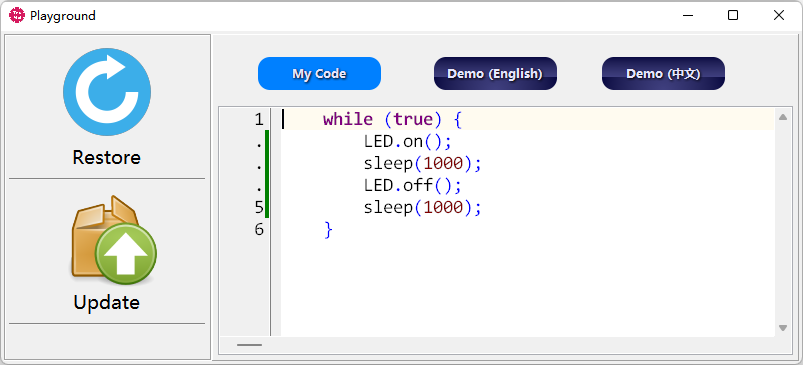 Playground
Restore
Update
My Code
Demo (English)
Demo (中文)
1 while (true) {
. LED.on();
. sleep(1000);
. LED.off();
5 sleep(1000);
6 }